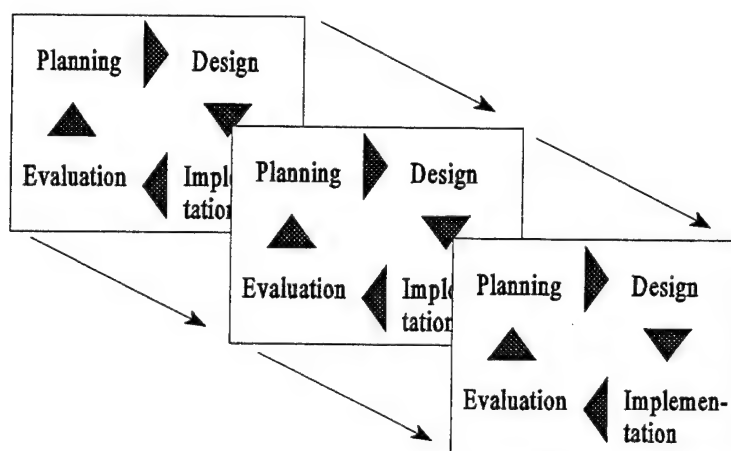 Planning Design
Evaluation Imple
tation
Planning Design
Evaluation Imple
tation
Planning Design
Evaluation Implemen-
tation